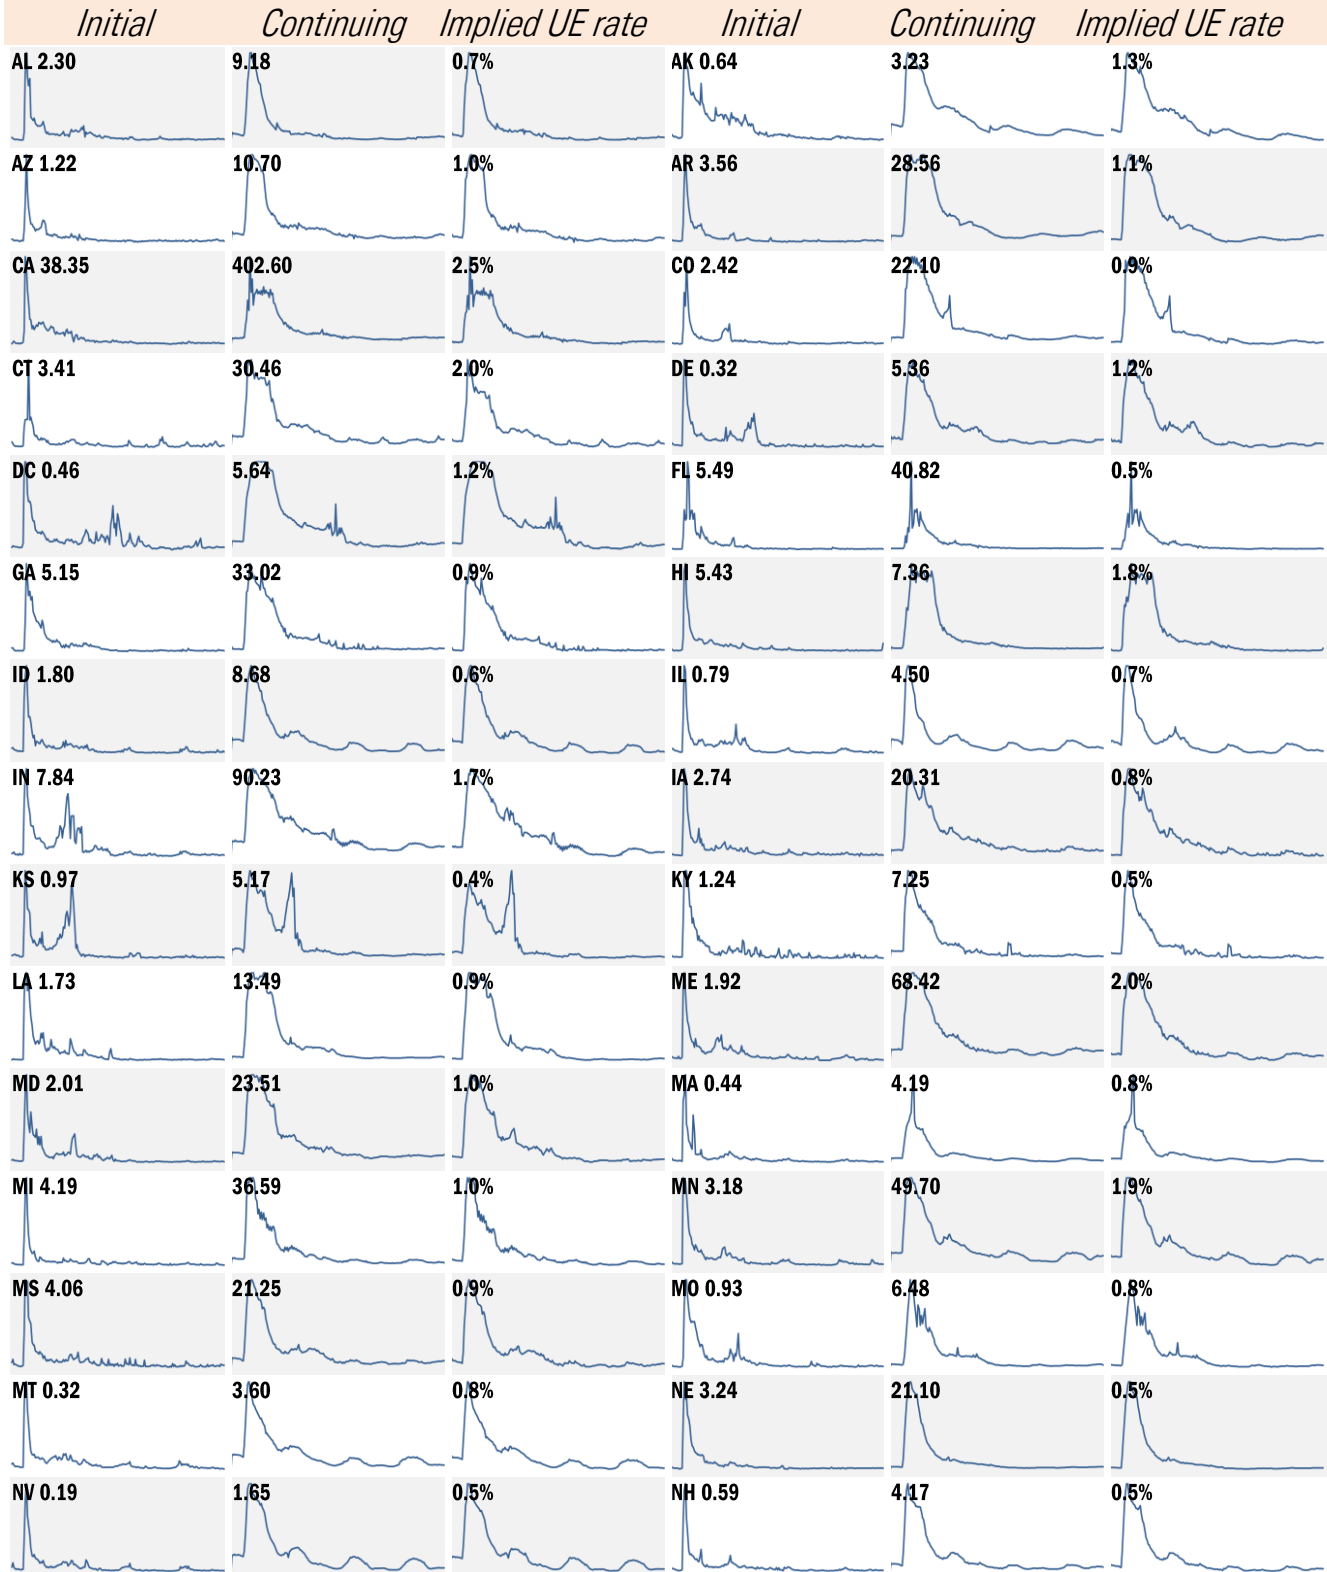 Initial Continuing Implied UE rate Initial Continuing Implied UE rate
AL 2.30 9.18 0.7% AK 0.64 3.23 1.3%
AZ 1.22 10.70 1.0% AR 3.56 28.56 1.1%
CA 38.35 402.60 2.5% CO 2.42 22.10 0.9%
CT 3.41 30.46 2.0% DE 0.32 5.36 1.2%
DC 0.46 5.64 1.2% FL 5.49 40.82 0.5%
GA 5.15 33.02 0.9% HI 5.43 7.36 1.8%
ID 1.80 8.68 0.6% IL 0.79 4.50 0.7%
IN 7.84 90.23 1.7% IA 2.74 20.31 0.8%
KS 0.97 5.17 0.4% KY 1.24 7.25 0.5%
LA 1.73 13.49 0.9% ME 1.92 68.42 2.0%
MD 2.01 23.51 1.0% MA 0.44 4.19 0.8%
MI 4.19 36.59 1.0% MN 3.18 49.70 1.9%
MS 4.06 21.25 0.9% MO 0.93 6.48 0.8%
MT 0.32 3.60 0.8% NE 3.24 21.10 0.5%
NV 0.19 1.65 0.5% NH 0.59 4.17 0.5%